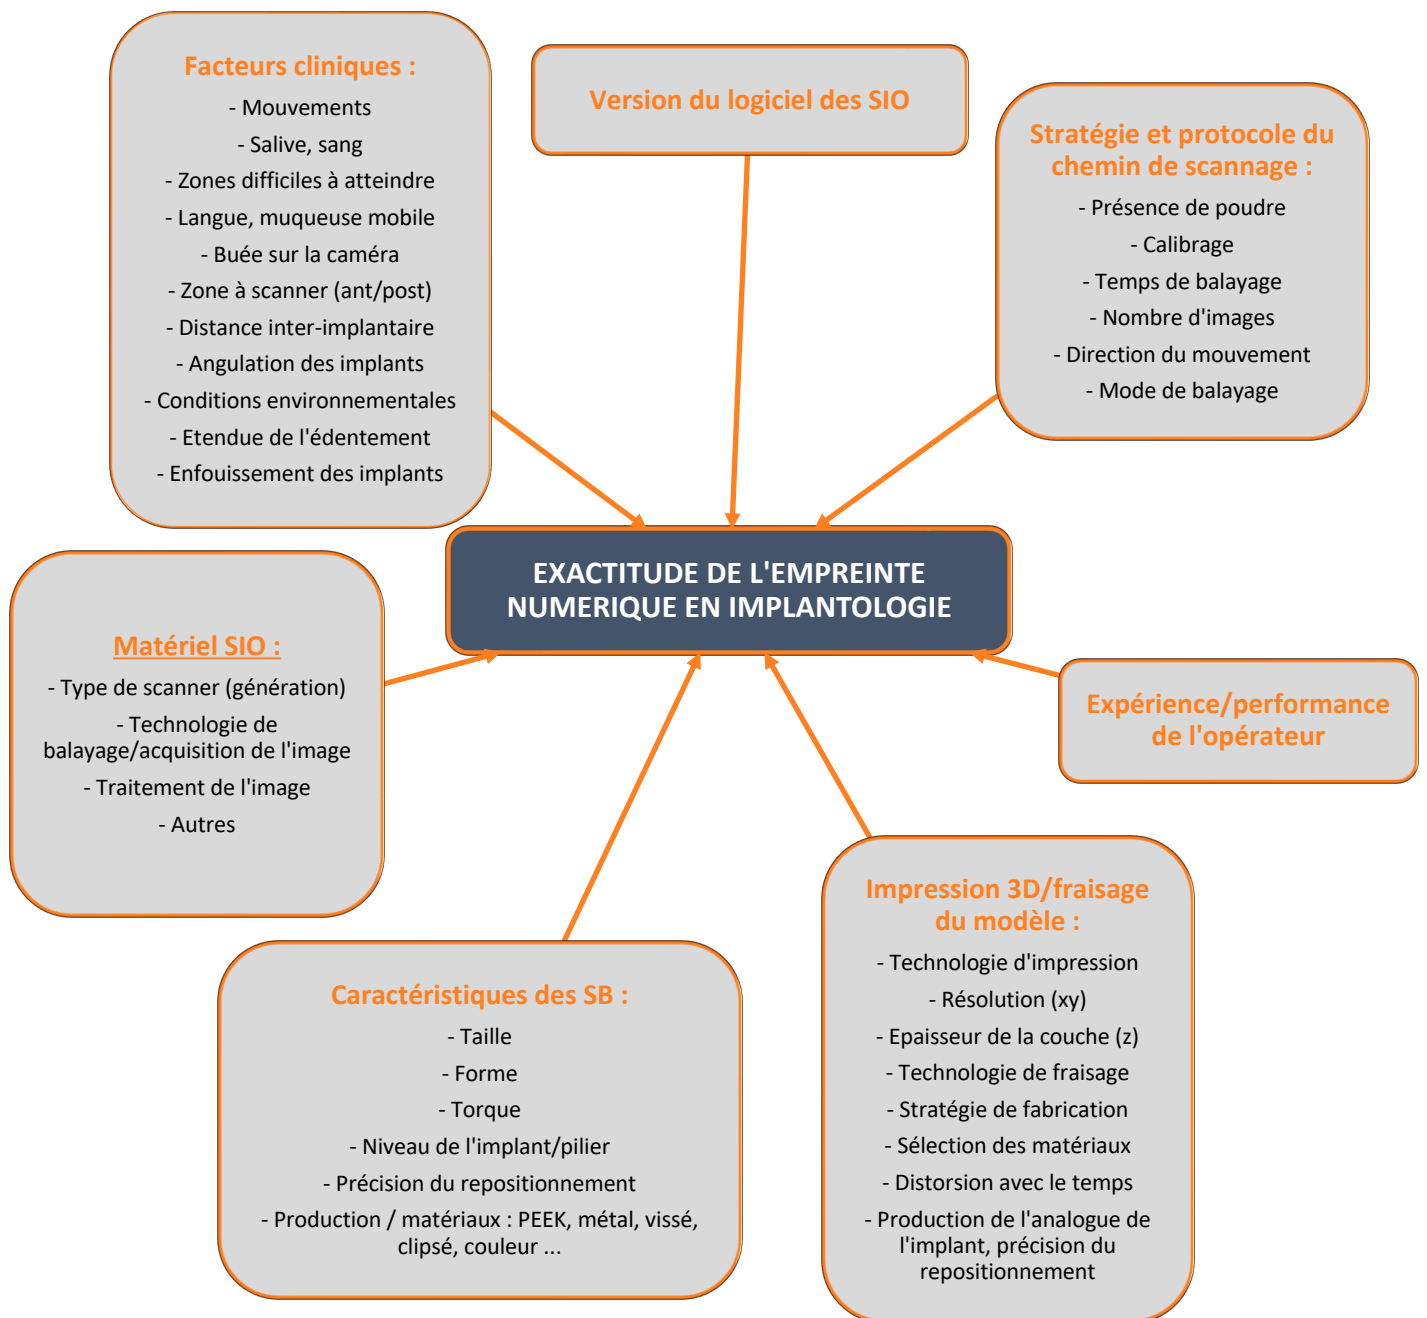 Facteurs cliniques :
- Mouvements
- Salive, sang
- Zones difficiles à atteindre
- Langue, muqueuse mobile
- Buée sur la caméra
- Zone à scanner (ant/post)
- Distance inter-implantaire
- Angulation des implants
- Conditions environnementales
- Etendue de l'édentement
- Enfouissement des implants
Version du logiciel des SIO
Stratégie et protocole du
chemin de scannage :
- Présence de poudre
- Calibrage
- Temps de balayage
- Nombre d'images
- Direction du mouvement
- Mode de balayage
EXACTITUDE DE L'EMPREINTE
NUMERIQUE EN IMPLANTOLOGIE
Matériel SIO :
- Type de scanner (génération)
- Technologie de
balayage/acquisition de l'image
- Traitement de l'image
- Autres
Expérience/performance
de l'opérateur
Caractéristiques des SB :
- Taille
- Forme
- Torque
- Niveau de l'implant/pilier
- Précision du repositionnement
- Production / matériaux : PEEK, métal, vissé,
clipsé, couleur ...
Impression 3D/fraisage
du modèle :
- Technologie d'impression
- Résolution (xy)
- Epaisseur de la couche (z)
- Technologie de fraisage
- Stratégie de fabrication
- Sélection des matériaux
- Distorsion avec le temps
- Production de l'analogue de
l'implant, précision du
repositionnement